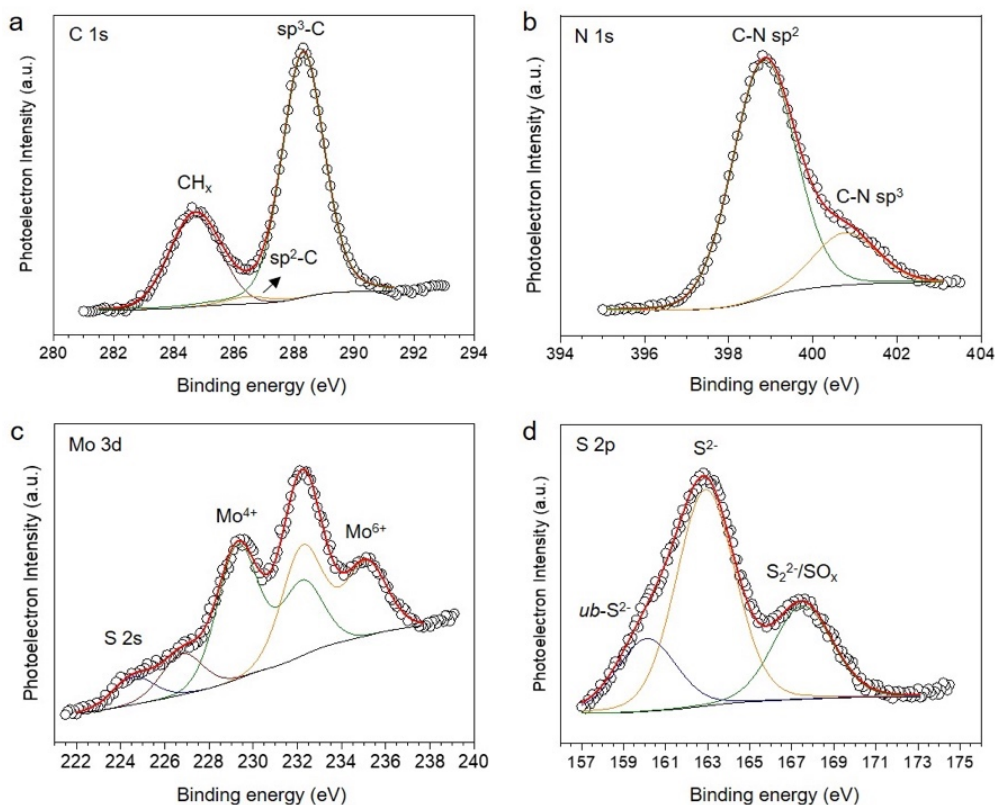 a
C 1s
sp³-C
CHₓ
sp²-C
Photoelectron Intensity (a.u.)
280 282 284 286 288 290 292 294
Binding energy (eV)
b
N 1s
C-N sp²
C-N sp³
Photoelectron Intensity (a.u.)
394 396 398 400 402 404
Binding energy (eV)
c
Mo 3d
Mo⁴⁺
Mo⁶⁺
S 2s
Photoelectron Intensity (a.u.)
222 224 226 228 230 232 234 236 238 240
Binding energy (eV)
d
S 2p
S²⁻
S₂²⁻/SOₓ
ub-S²⁻
Photoelectron Intensity (a.u.)
157 159 161 163 165 167 169 171 173 175
Binding energy (eV)